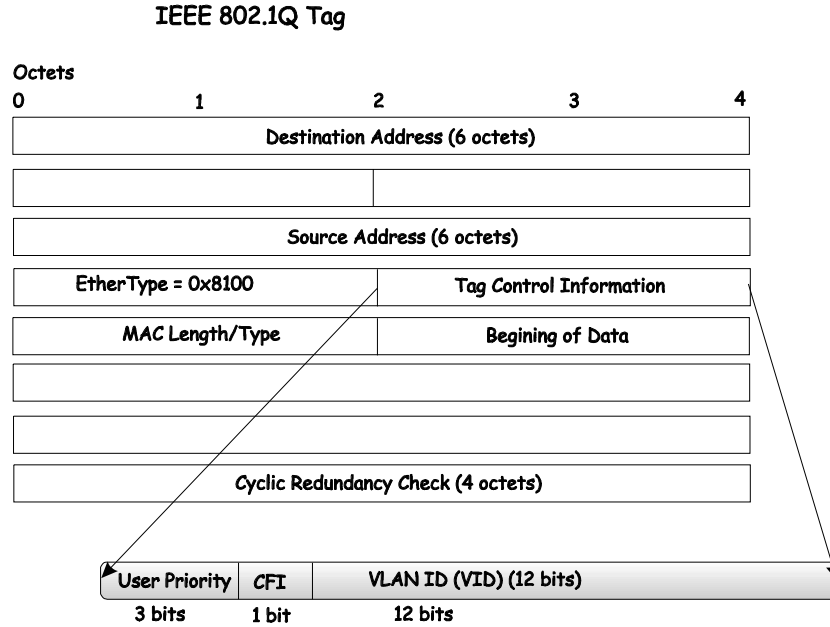 IEEE 802.1Q Tag
Octets
0 1 2 3 4
Destination Address (6 octets)
Source Address (6 octets)
EtherType = 0x8100 Tag Control Information
MAC Length/Type Begining of Data
Cyclic Redundancy Check (4 octets)
User Priority CFI VLAN ID (VID) (12 bits)
3 bits 1 bit 12 bits